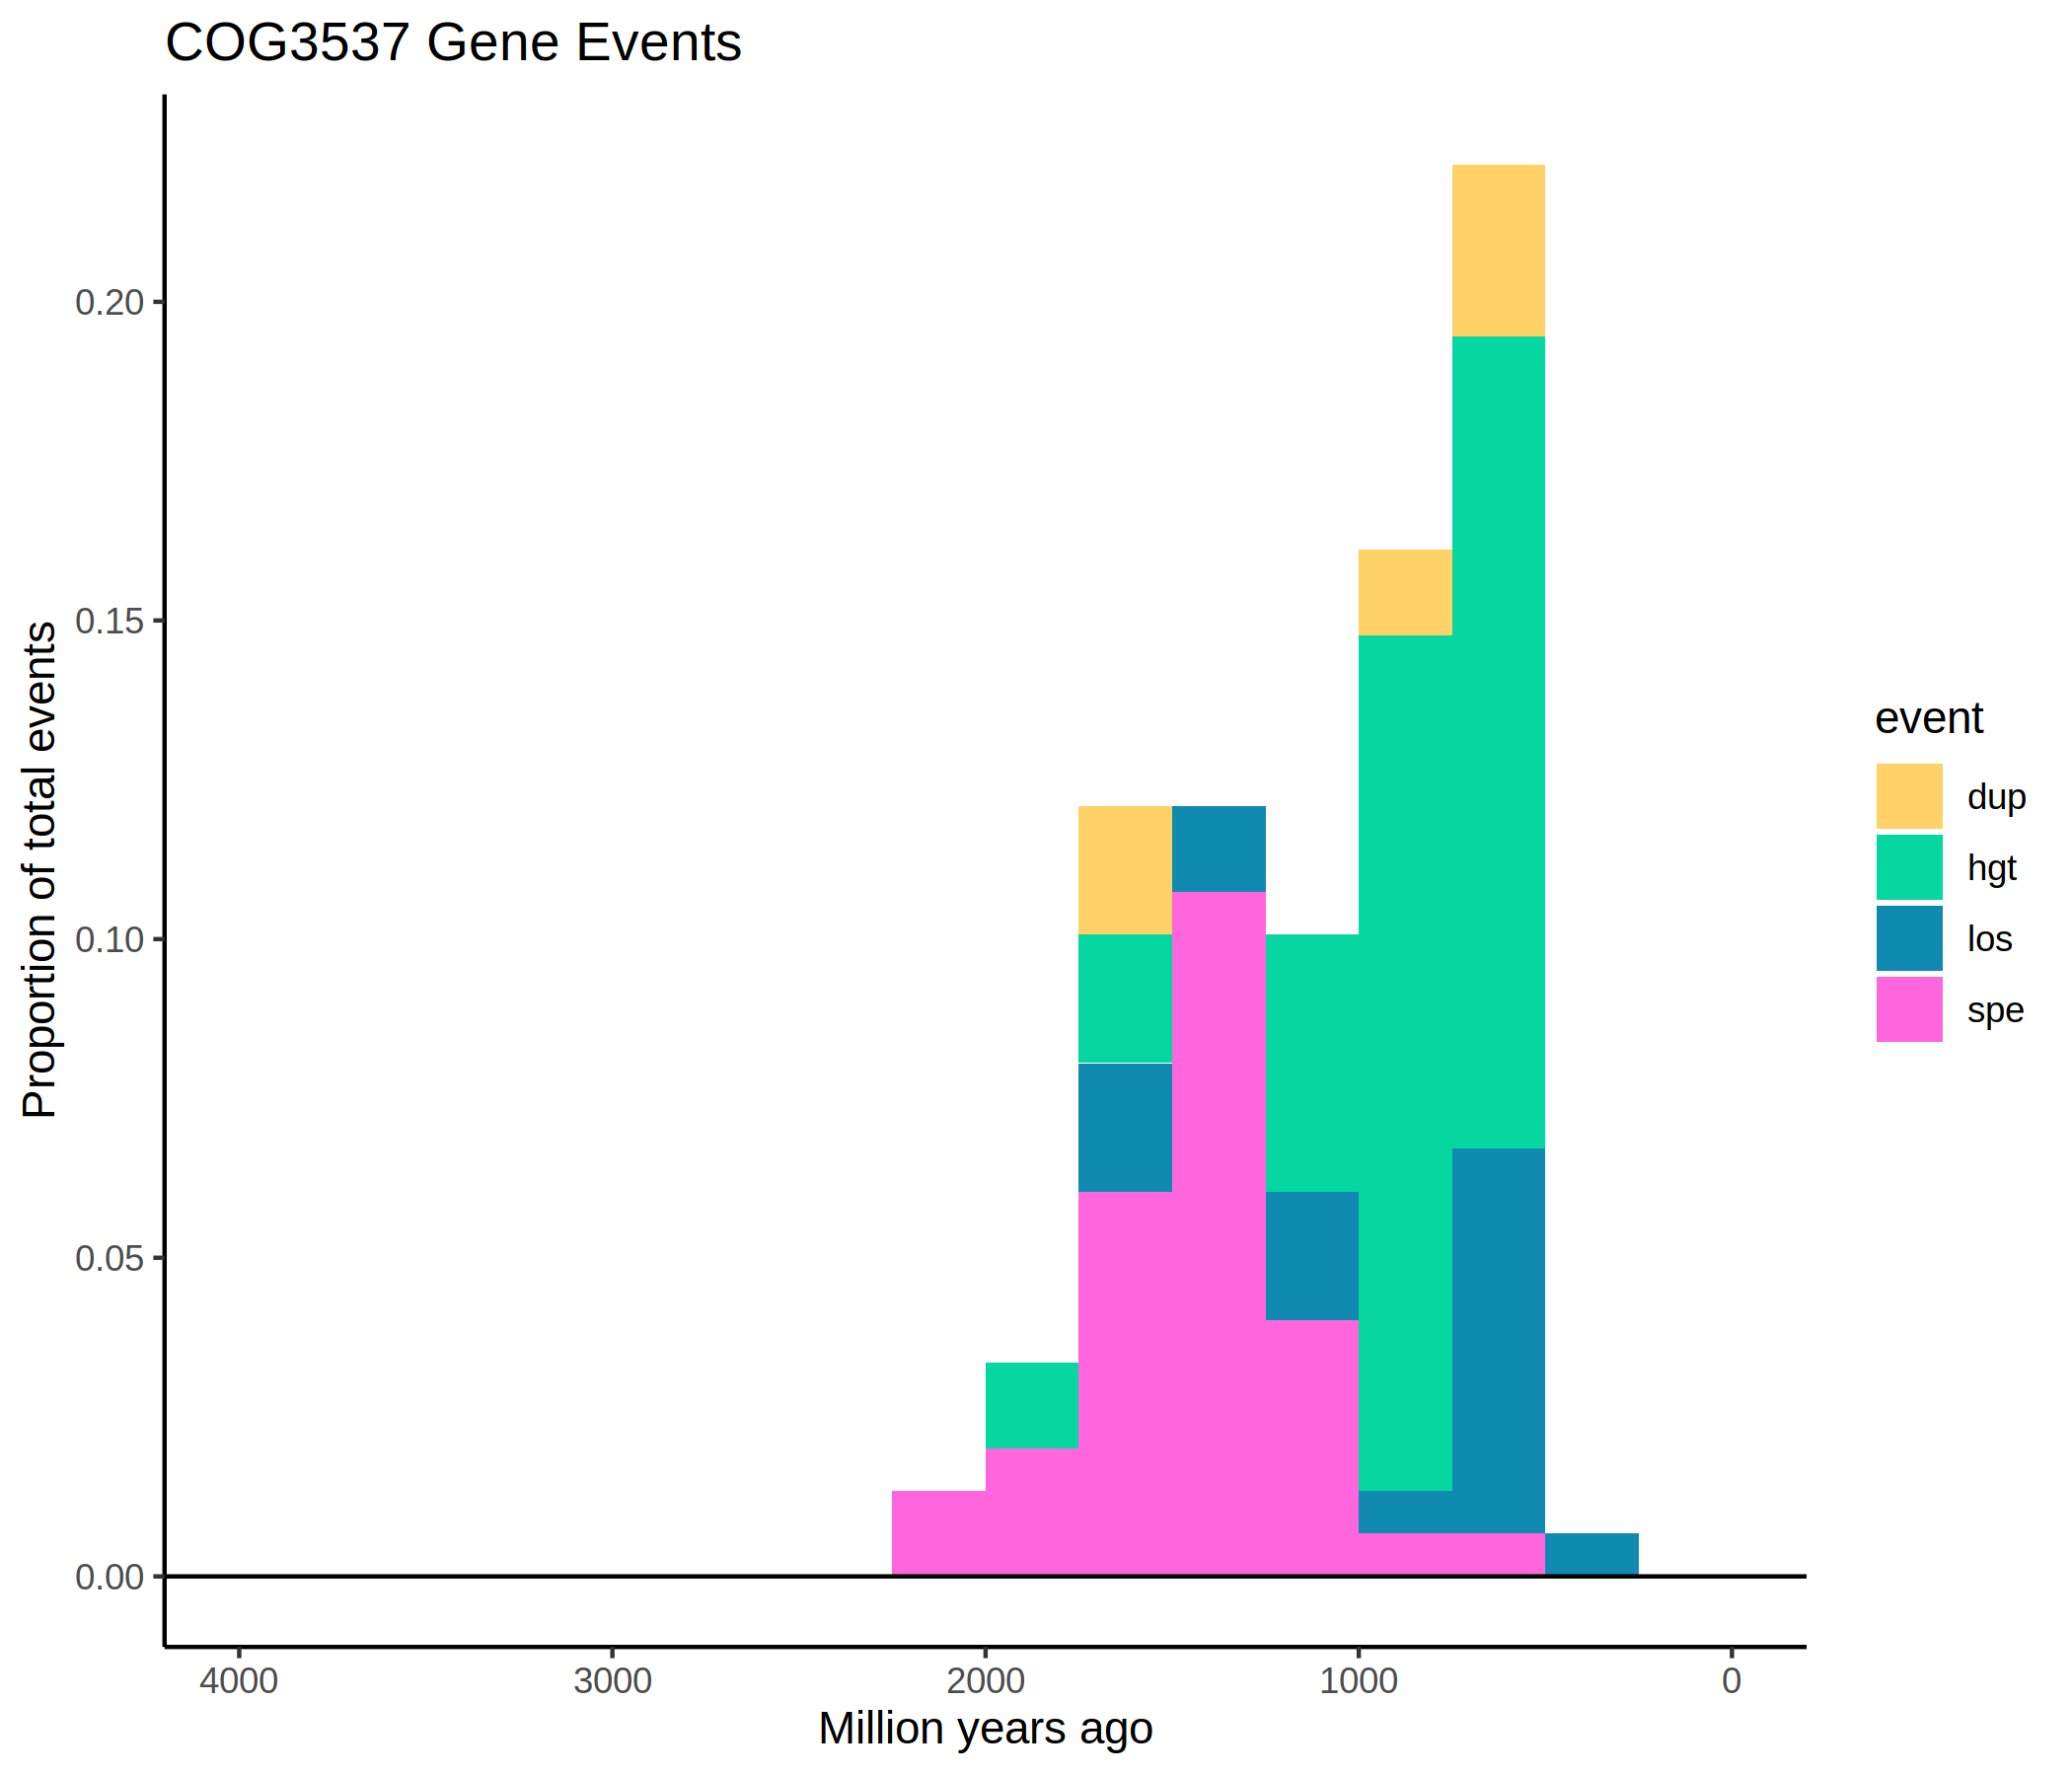 COG3537 Gene Events
Proportion of total events
0.20
0.15
0.10
0.05
0.00
4000 3000 2000 1000 0
Million years ago
event
dup
hgt
los
spe